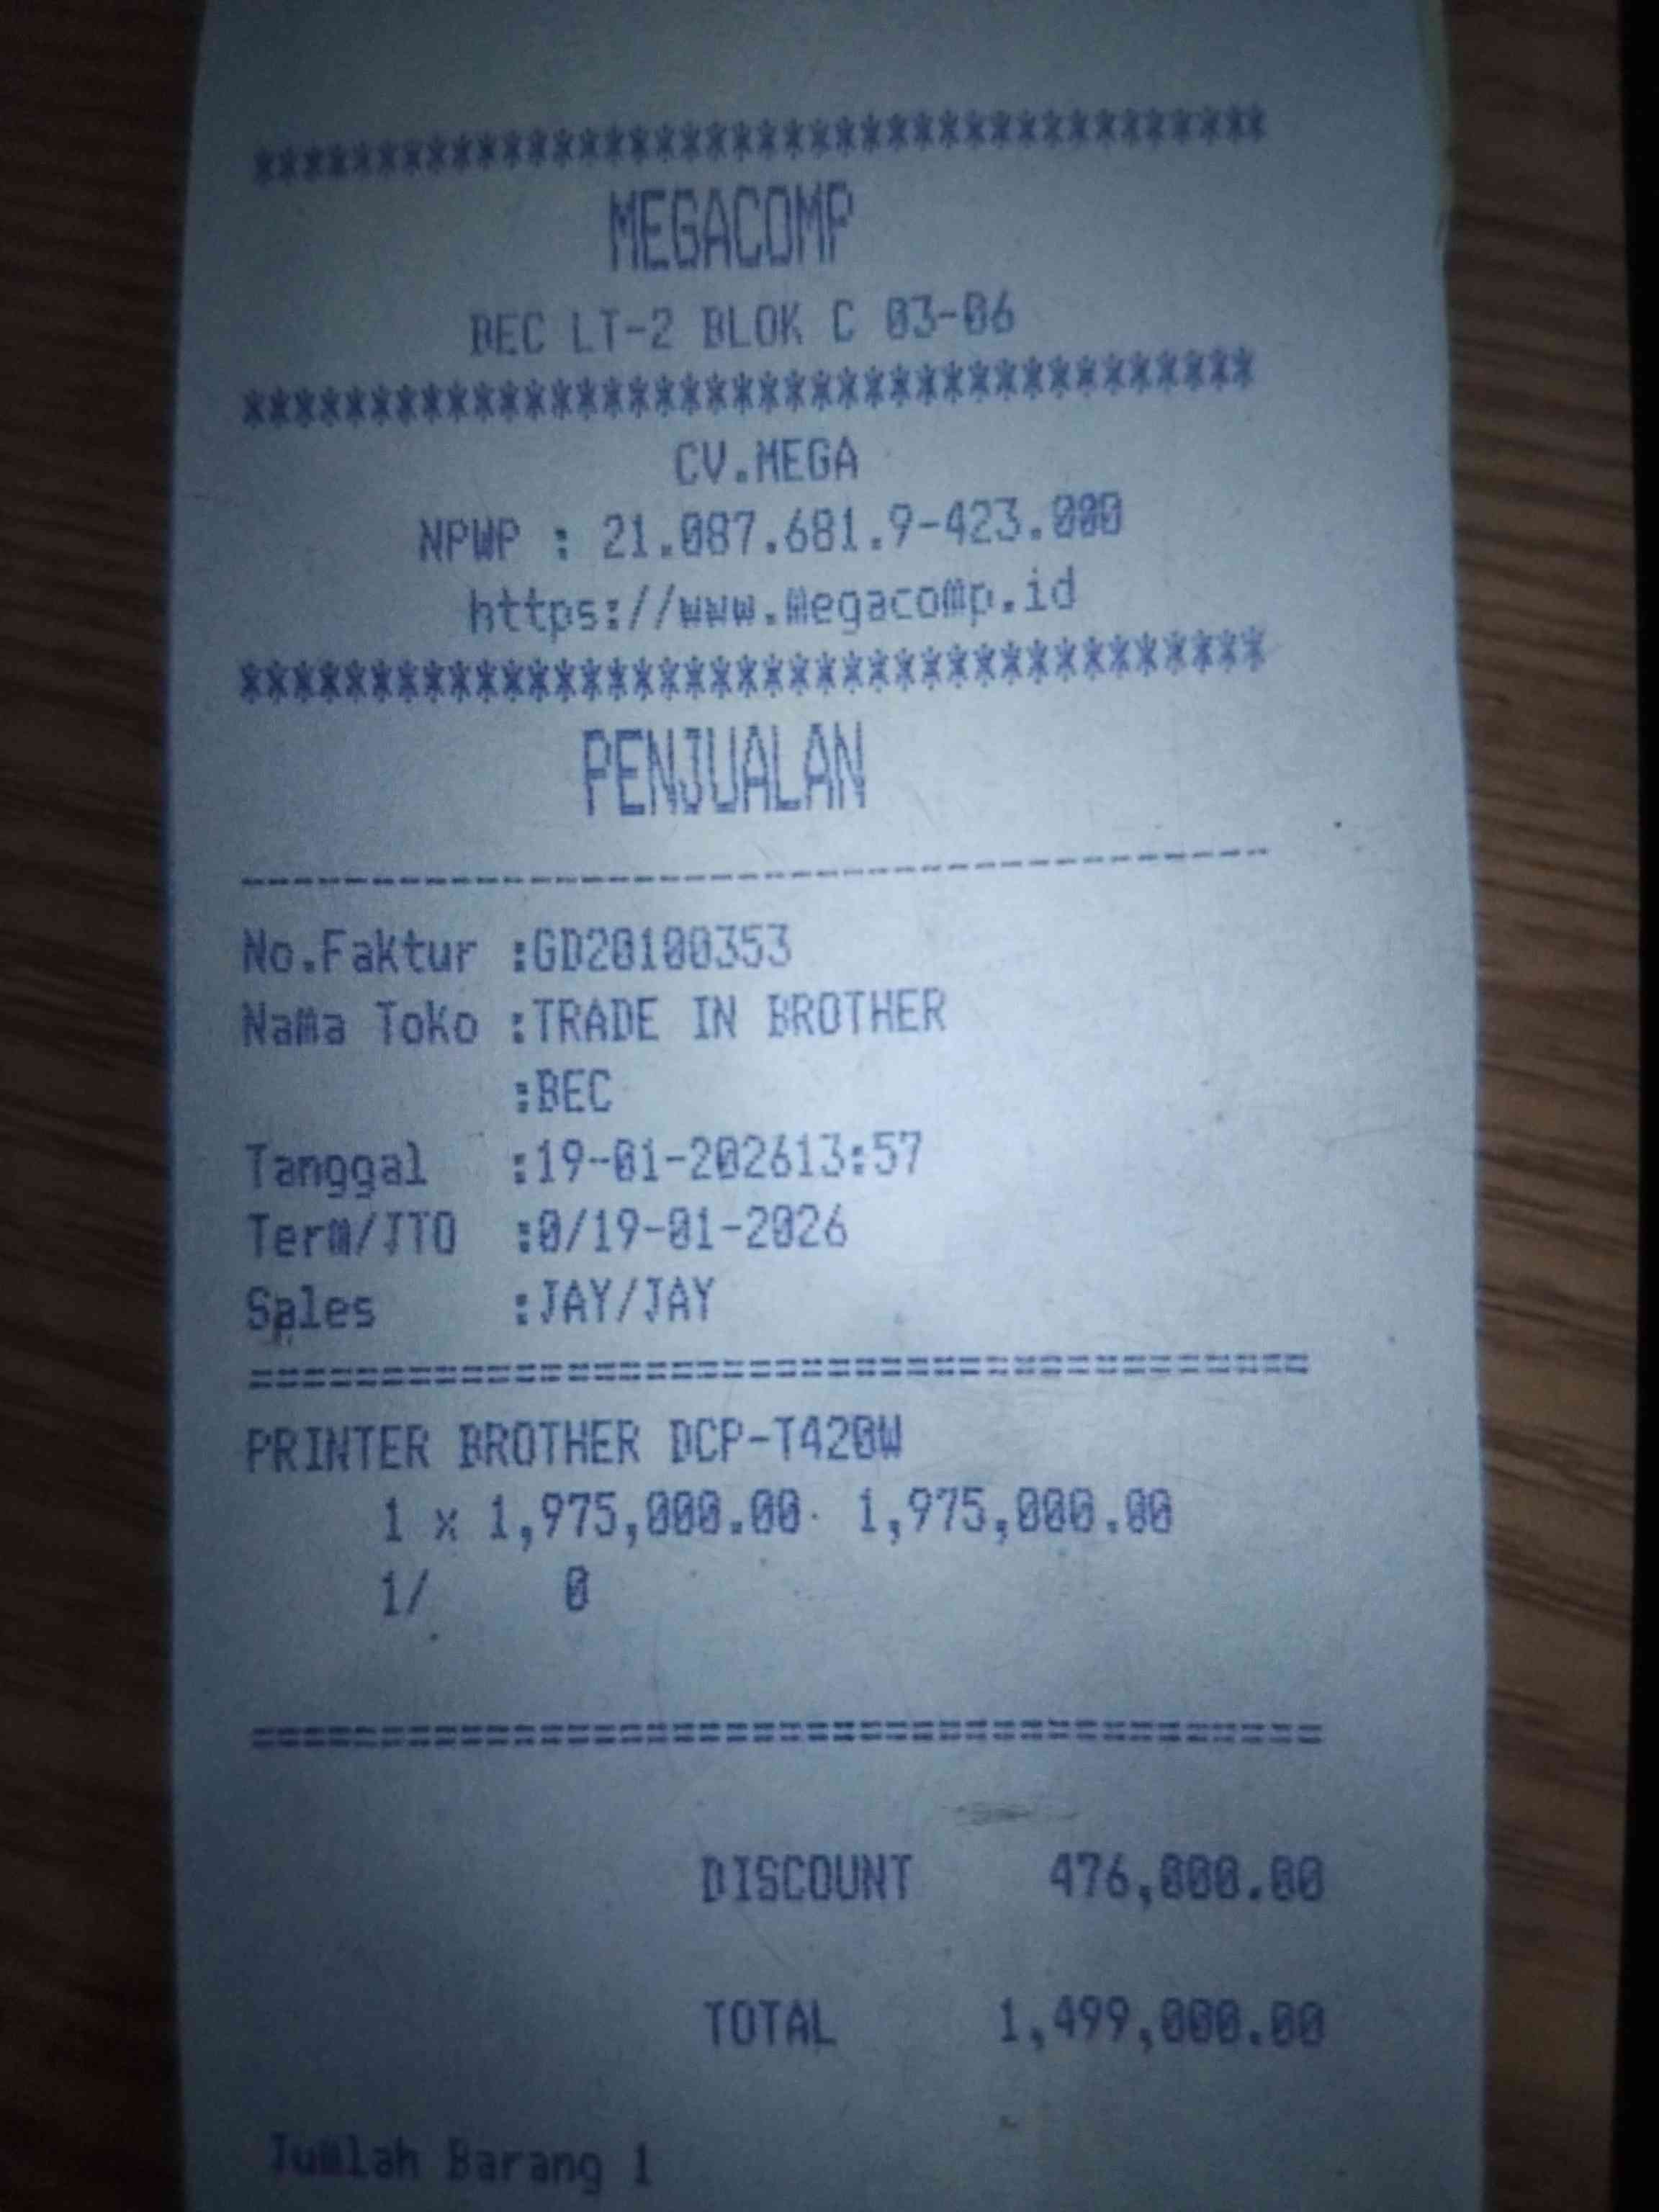 ****************************************
MEGACOMP
BEC LT-2 BLOK C 03-06
****************************************
CV.MEGA
NPWP : 21.087.681.9-423.000
https://www.megacomp.id
****************************************
PENJUALAN
----------------------------------------
No.Faktur :GD20100353
Nama Toko :TRADE IN BROTHER
:BEC
Tanggal :19-01-202613:57
Term/JTO :0/19-01-2026
Sales :JAY/JAY
========================================
PRINTER BROTHER DCP-T420W
1 x 1,975,000.00 1,975,000.00
1/ 0
========================================
DISCOUNT 476,000.00
TOTAL 1,499,000.00
Jumlah Barang 1